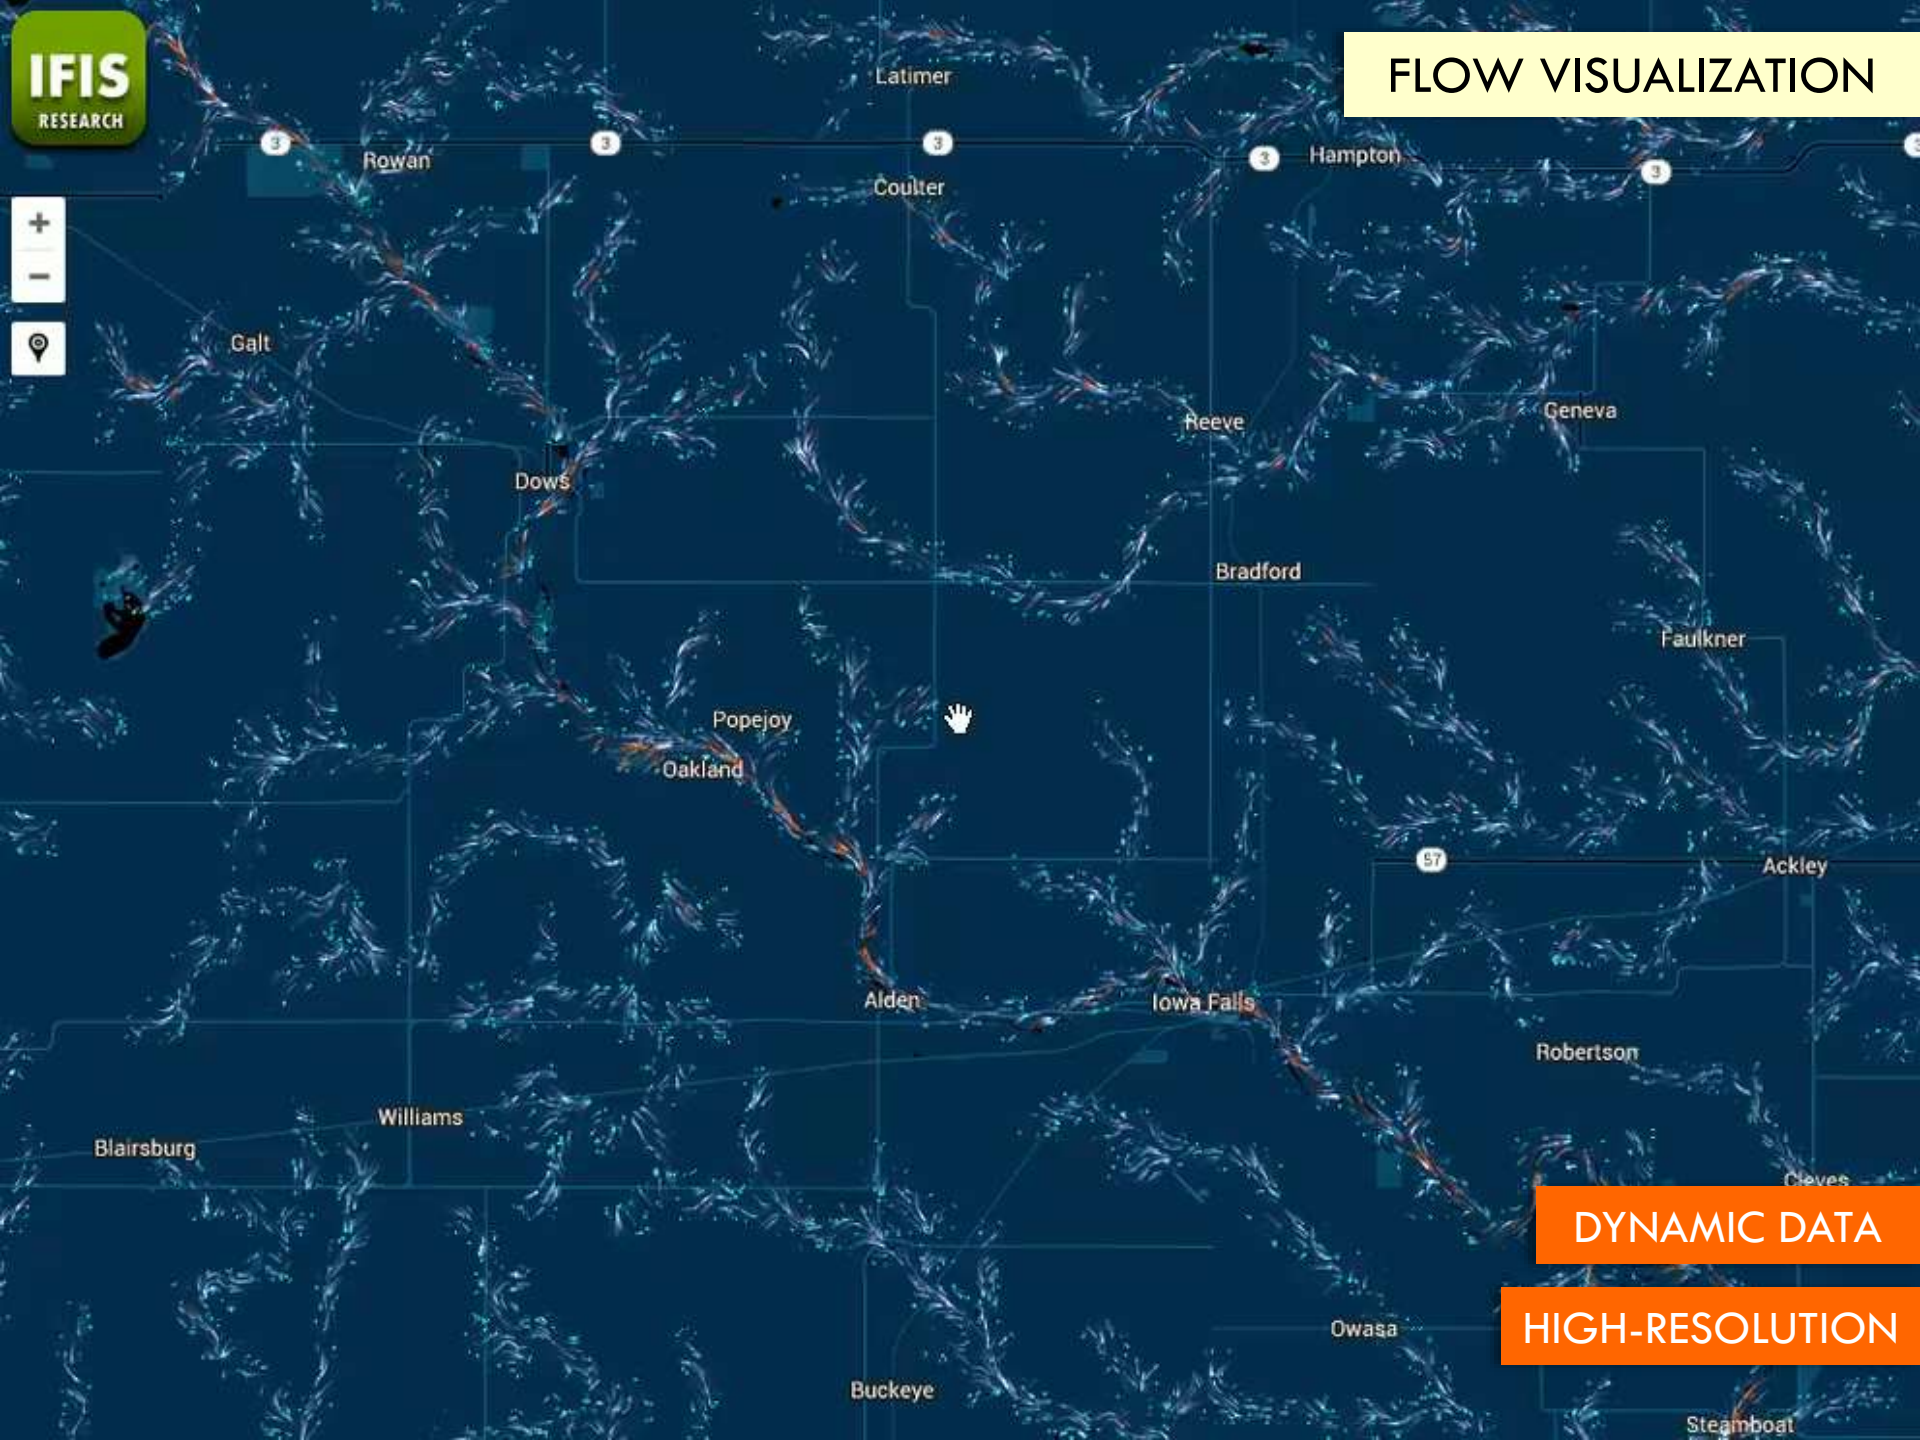 IFIS
RESEARCH
FLOW VISUALIZATION
Latimer
3
3
3
3
3
Rowan
Hampton
Coulter
+
−
Galt
Geneva
Reeve
Dows
Bradford
Faulkner
Popejoy
Oakland
57
Ackley
Alden
Iowa Falls
Robertson
Williams
Blairsburg
Cleves
DYNAMIC DATA
HIGH-RESOLUTION
Owasa
Buckeye
Steamboat